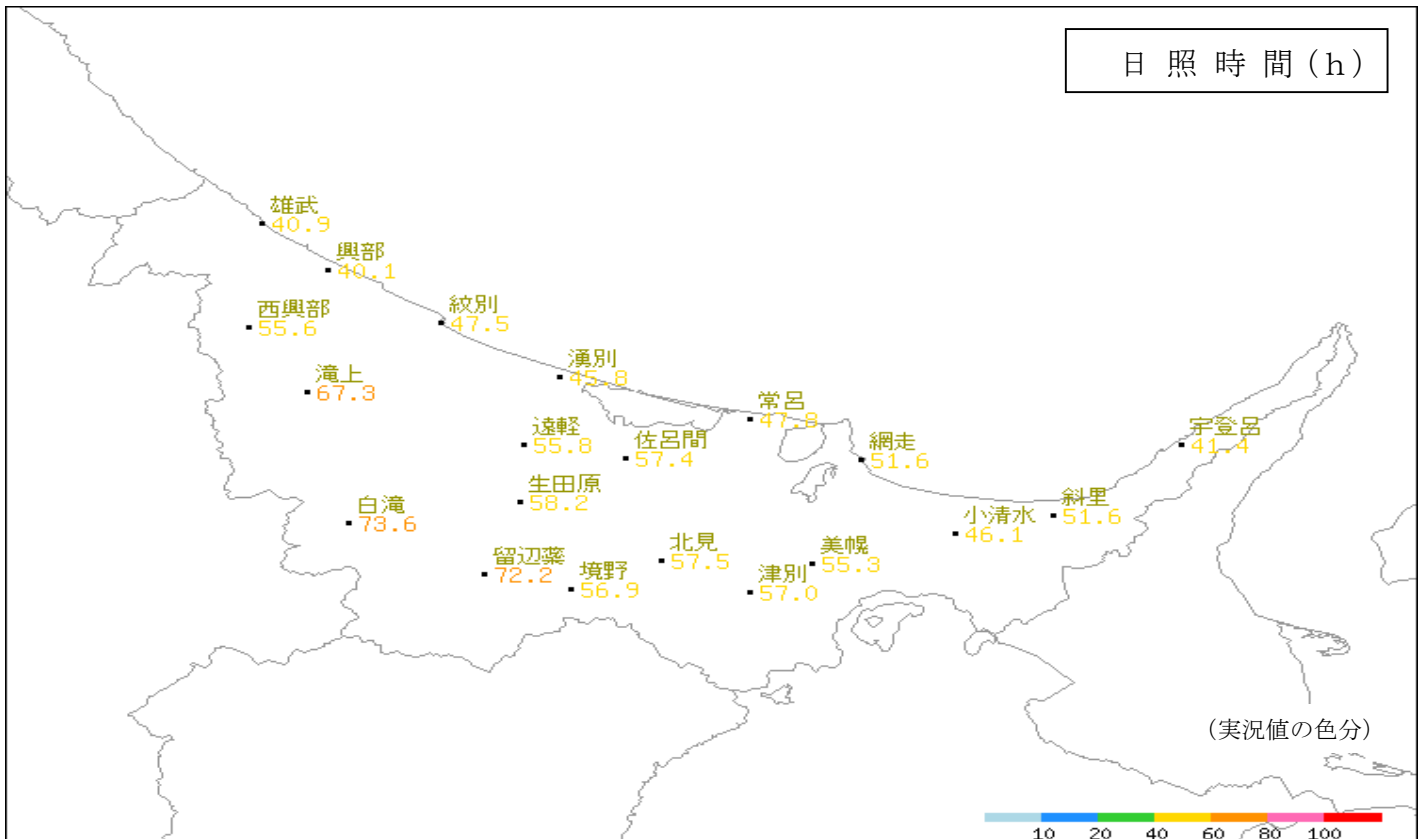 日 照 時 間 (ｈ)
雄武
40.9
興部
40.1
西興部
55.6
紋別
47.5
滝上
67.3
湧別
45.8
常呂
47.8
遠軽
55.8
佐呂間
57.4
網走
51.6
宇登呂
41.4
生田原
58.2
白滝
73.6
斜里
51.6
小清水
46.1
北見
57.5
美幌
55.3
留辺蘂
72.2
境野
56.9
津別
57.0
(実況値の色分)
10 20 40 60 80 100